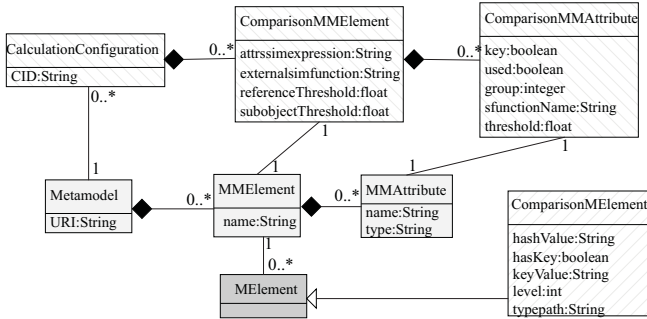 ComparisonMMElement
attrssimexpression:String
externalsimfunction:String
referenceThreshold:float
subobjectThreshold:float
ComparisonMMAttribute
key:boolean
used:boolean
group:integer
sfunctionName:String
threshold:float
CalculationConfiguration
CID:String
0..*
0..*
0..*
1
1
1
1
Metamodel
URI:String
0..*
MMElement
name:String
0..*
MMAttribute
name:String
type:String
1
0..*
MElement
ComparisonMElement
hashValue:String
hasKey:boolean
keyValue:String
level:int
typepath:String